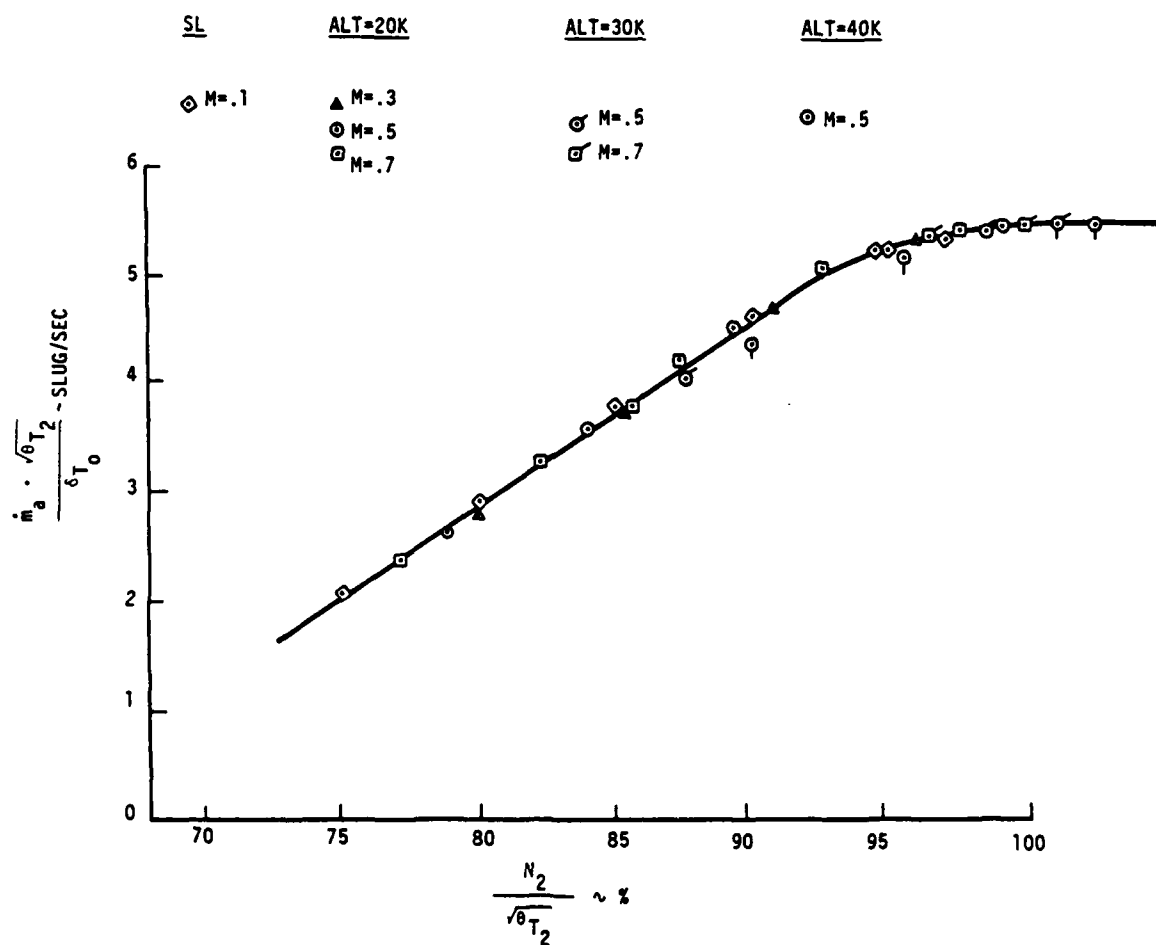 SL ALT=20K ALT=30K ALT=40K
M=.1 M=.3 M=.5 M=.5
M=.5 M=.7
M=.7
6
5
4
3
2
1
0
ṁa · √θT2 / δTo ~ SLUG/SEC
70 75 80 85 90 95 100
N2 / √θT2 ~ %